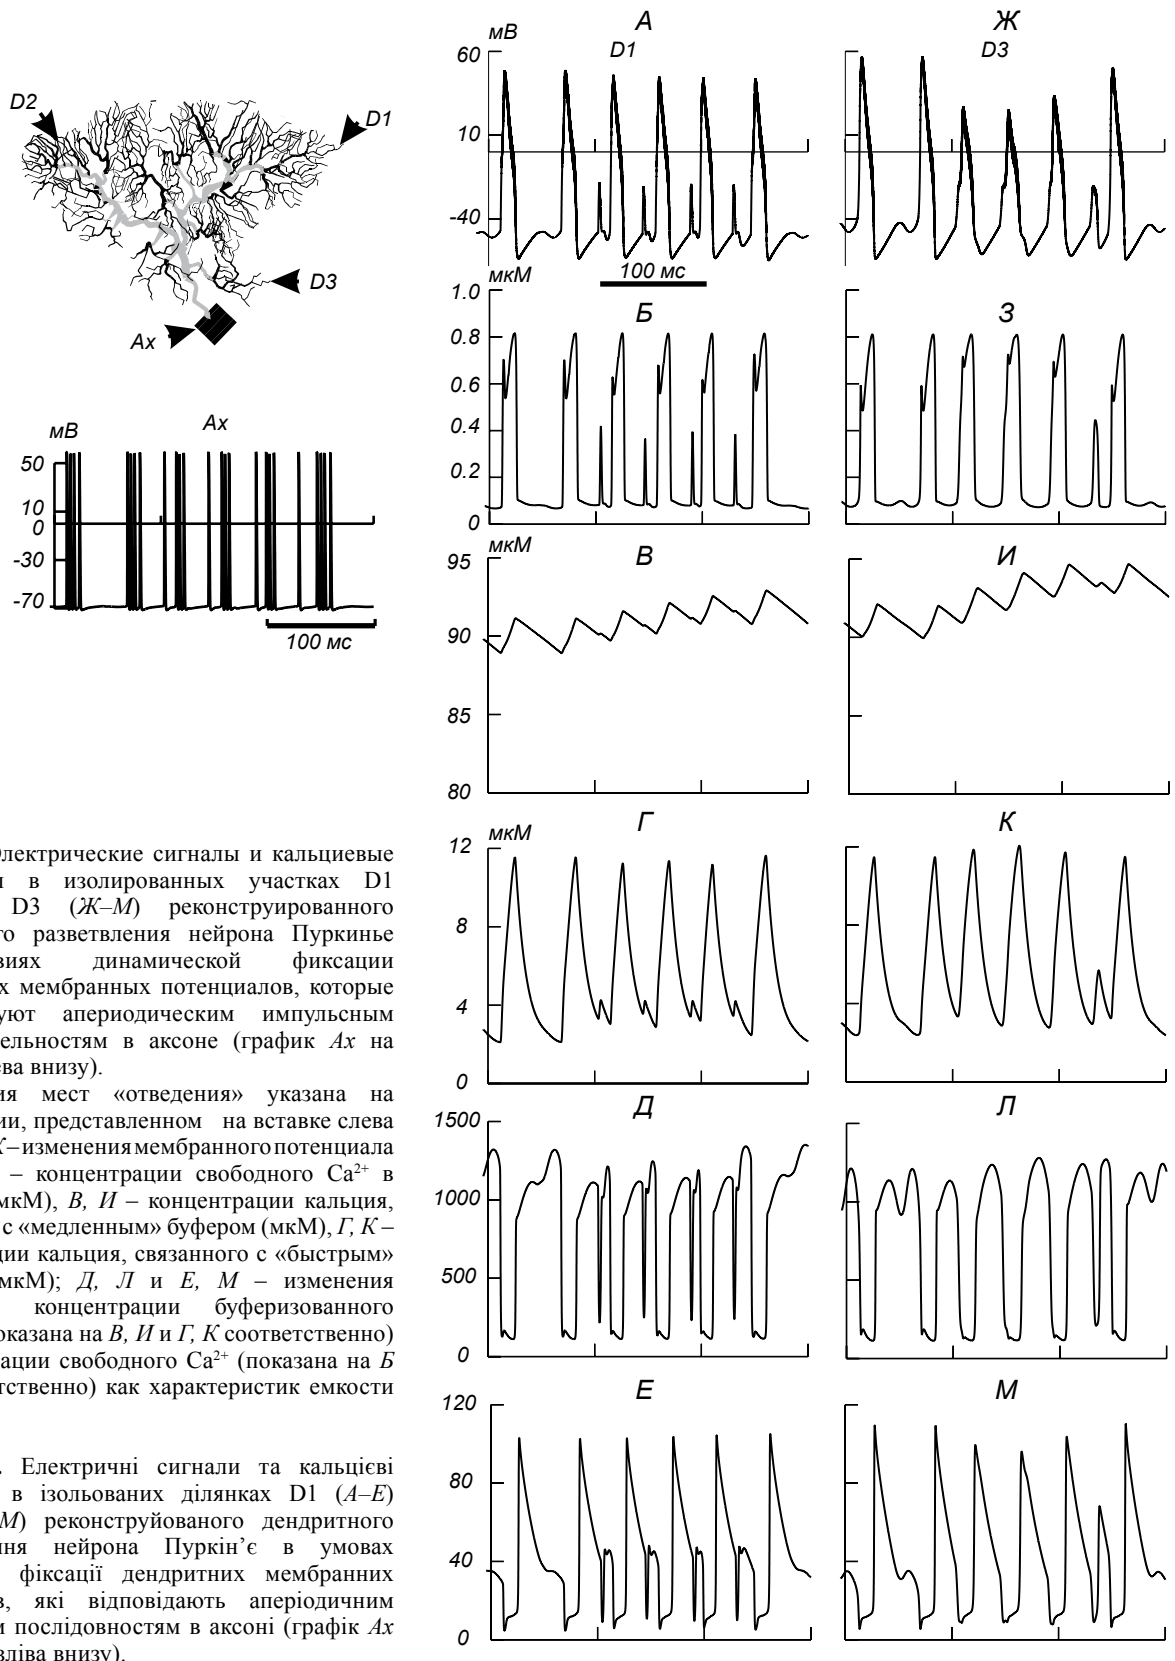 D2
D1
D3
Ax
мВ
Ax
50
10
0
-30
-70
100 мс
А
мВ
D1
60
10
-40
100 мс
Ж
D3
мкМ
Б
1.0
0.8
0.6
0.4
0.2
0
З
мкМ
В
95
90
85
80
И
Г
мкМ
12
8
4
0
К
Д
1500
1000
500
0
Л
Е
120
80
40
0
М
лектрические сигналы и кальциевые
в изолированных участках D1
D3 (Ж–М) реконструированного
го разветвления нейрона Пуркинье
виях динамической фиксации
х мембранных потенциалов, которые
уют апериодическим импульсным
ельностям в аксоне (график Ax на
ева внизу).
ия мест «отведения» указана на
ии, представленном на вставке слева
– изменения мембранного потенциала
– концентрации свободного Ca²⁺ в
мкМ), В, И – концентрации кальция,
с «медленным» буфером (мкМ), Г, К –
ции кальция, связанного с «быстрым»
мкМ); Д, Л и Е, М – изменения
концентрации буферизованного
оказана на В, И и Г, К соответственно)
ации свободного Ca²⁺ (показана на Б
етственно) как характеристик емкости
. Електричні сигнали та кальцієві
в ізольованих ділянках D1 (А–Е)
М) реконструйованого дендритного
ння нейрона Пуркін’є в умовах
фіксації дендритних мембранних
в, які відповідають аперіодичним
м послідовностям в аксоні (графік Ax
зліва внизу).